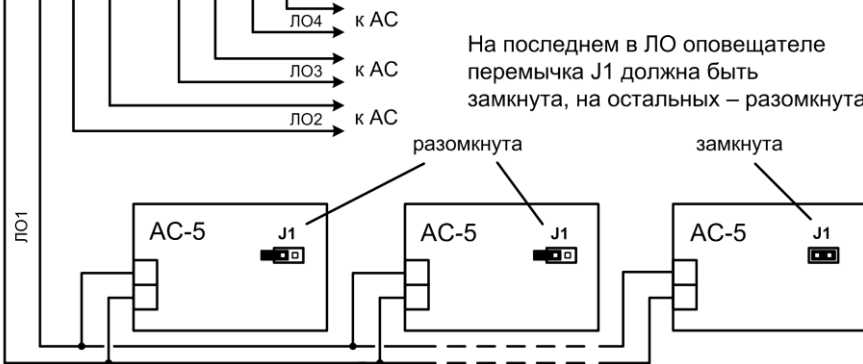 ЛО4 к АС
ЛО3 к АС
ЛО2 к АС
На последнем в ЛО оповещателе
перемычка J1 должна быть
замкнута, на остальных – разомкнута
разомкнута
замкнута
ЛО1
АС-5 J1
АС-5 J1
АС-5 J1